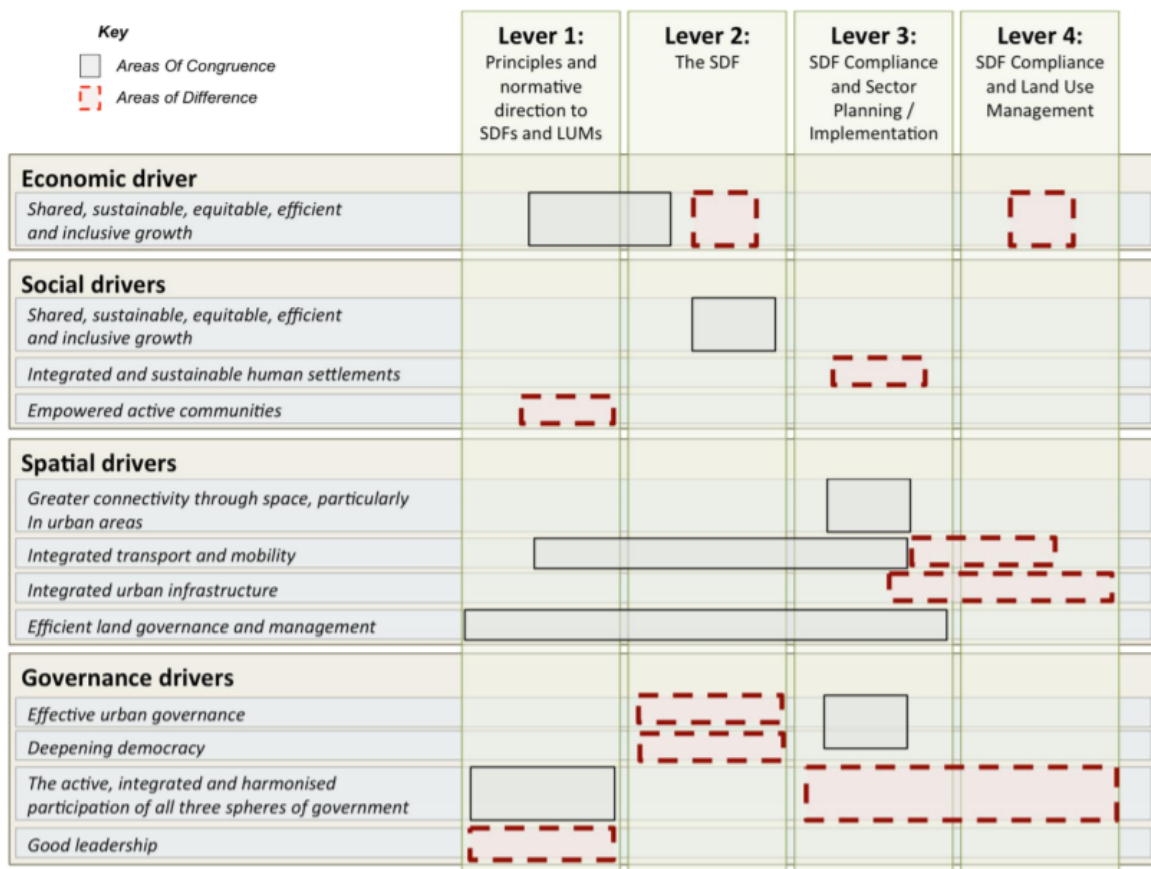 Key
Areas Of Congruence
Areas of Difference
Lever 1:
Principles and
normative
direction to
SDFs and LUMs
Lever 2:
The SDF
Lever 3:
SDF Compliance
and Sector
Planning /
Implementation
Lever 4:
SDF Compliance
and Land Use
Management
Economic driver
Shared, sustainable, equitable, efficient
and inclusive growth
Social drivers
Shared, sustainable, equitable, efficient
and inclusive growth
Integrated and sustainable human settlements
Empowered active communities
Spatial drivers
Greater connectivity through space, particularly
In urban areas
Integrated transport and mobility
Integrated urban infrastructure
Efficient land governance and management
Governance drivers
Effective urban governance
Deepening democracy
The active, integrated and harmonised
participation of all three spheres of government
Good leadership